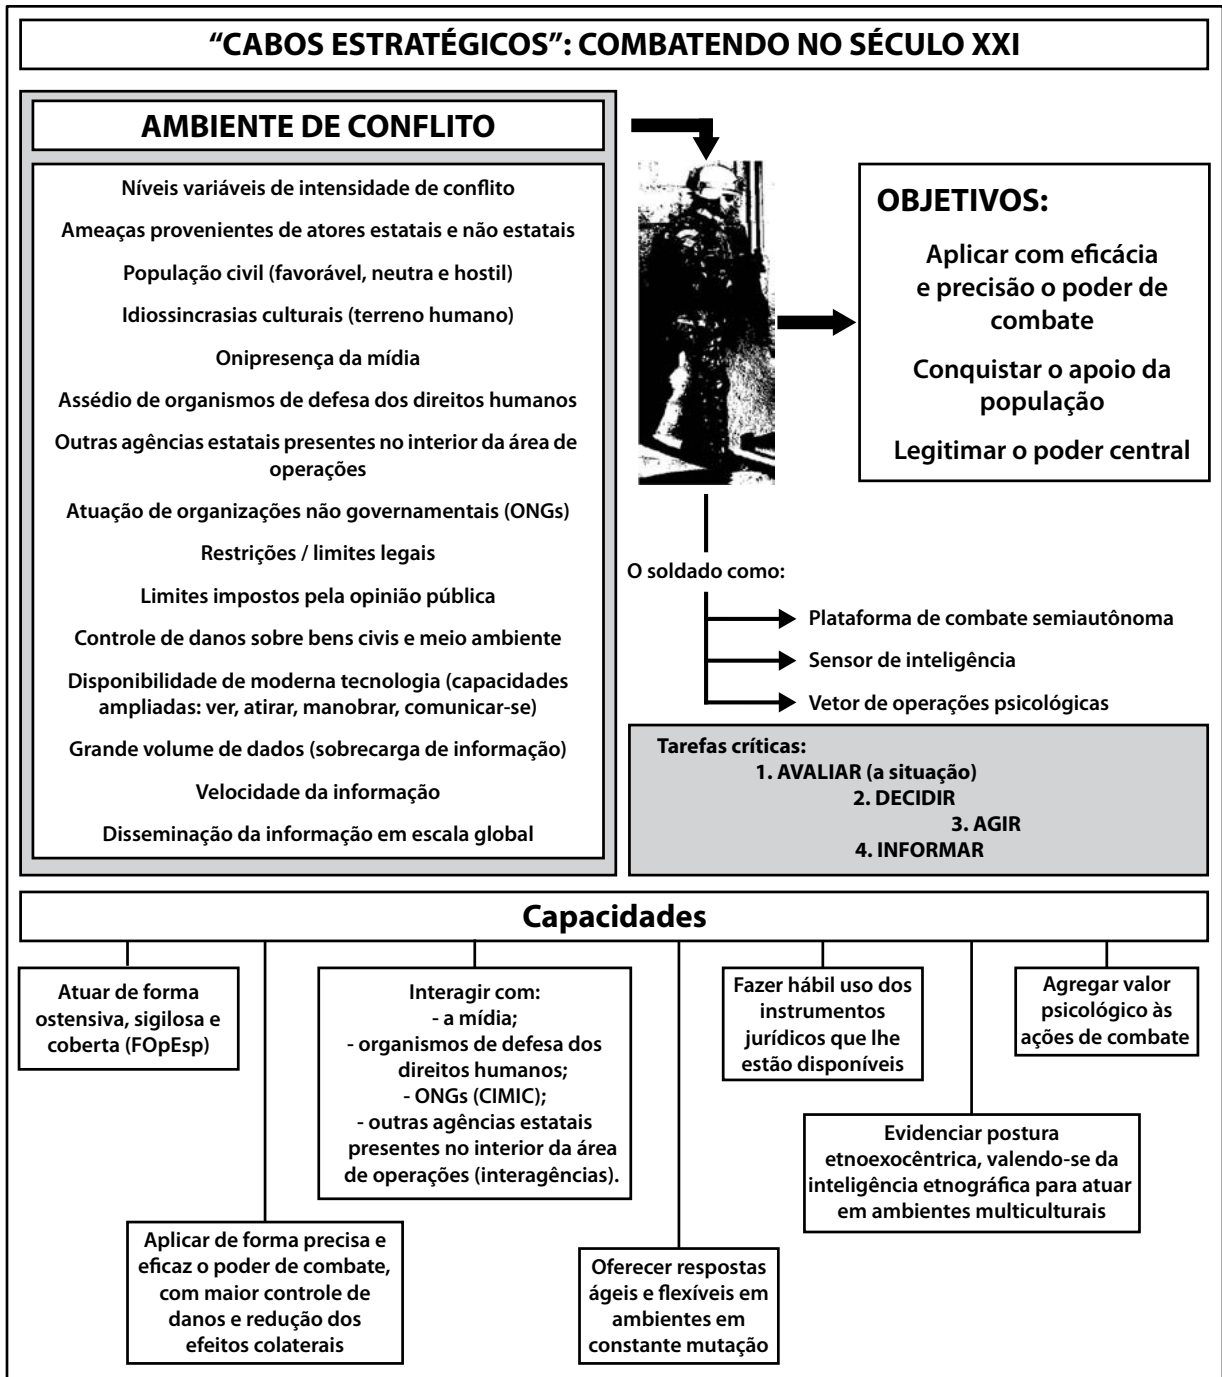 “CABOS ESTRATÉGICOS”: COMBATENDO NO SÉCULO XXI
AMBIENTE DE CONFLITO
Níveis variáveis de intensidade de conflito
Ameaças provenientes de atores estatais e não estatais
População civil (favorável, neutra e hostil)
Idiossincrasias culturais (terreno humano)
Onipresença da mídia
Assédio de organismos de defesa dos direitos humanos
Outras agências estatais presentes no interior da área de
operações
Atuação de organizações não governamentais (ONGs)
Restrições / limites legais
Limites impostos pela opinião pública
Controle de danos sobre bens civis e meio ambiente
Disponibilidade de moderna tecnologia (capacidades
ampliadas: ver, atirar, manobrar, comunicar-se)
Grande volume de dados (sobrecarga de informação)
Velocidade da informação
Disseminação da informação em escala global
OBJETIVOS:
Aplicar com eficácia
e precisão o poder de
combate
Conquistar o apoio da
população
Legitimar o poder central
O soldado como:
Plataforma de combate semiautônoma
Sensor de inteligência
Vetor de operações psicológicas
Tarefas críticas:
1. AVALIAR (a situação)
2. DECIDIR
3. AGIR
4. INFORMAR
Capacidades
Atuar de forma
ostensiva, sigilosa e
coberta (FOpEsp)
Aplicar de forma precisa e
eficaz o poder de combate,
com maior controle de
danos e redução dos
efeitos colaterais
Interagir com:
- a mídia;
- organismos de defesa dos
direitos humanos;
- ONGs (CIMIC);
- outras agências estatais
presentes no interior da área
de operações (interagências).
Oferecer respostas
ágeis e flexíveis em
ambientes em
constante mutação
Fazer hábil uso dos
instrumentos
jurídicos que lhe
estão disponíveis
Evidenciar postura
etnoexocêntrica, valendo-se da
inteligência etnográfica para atuar
em ambientes multiculturais
Agregar valor
psicológico às
ações de combate